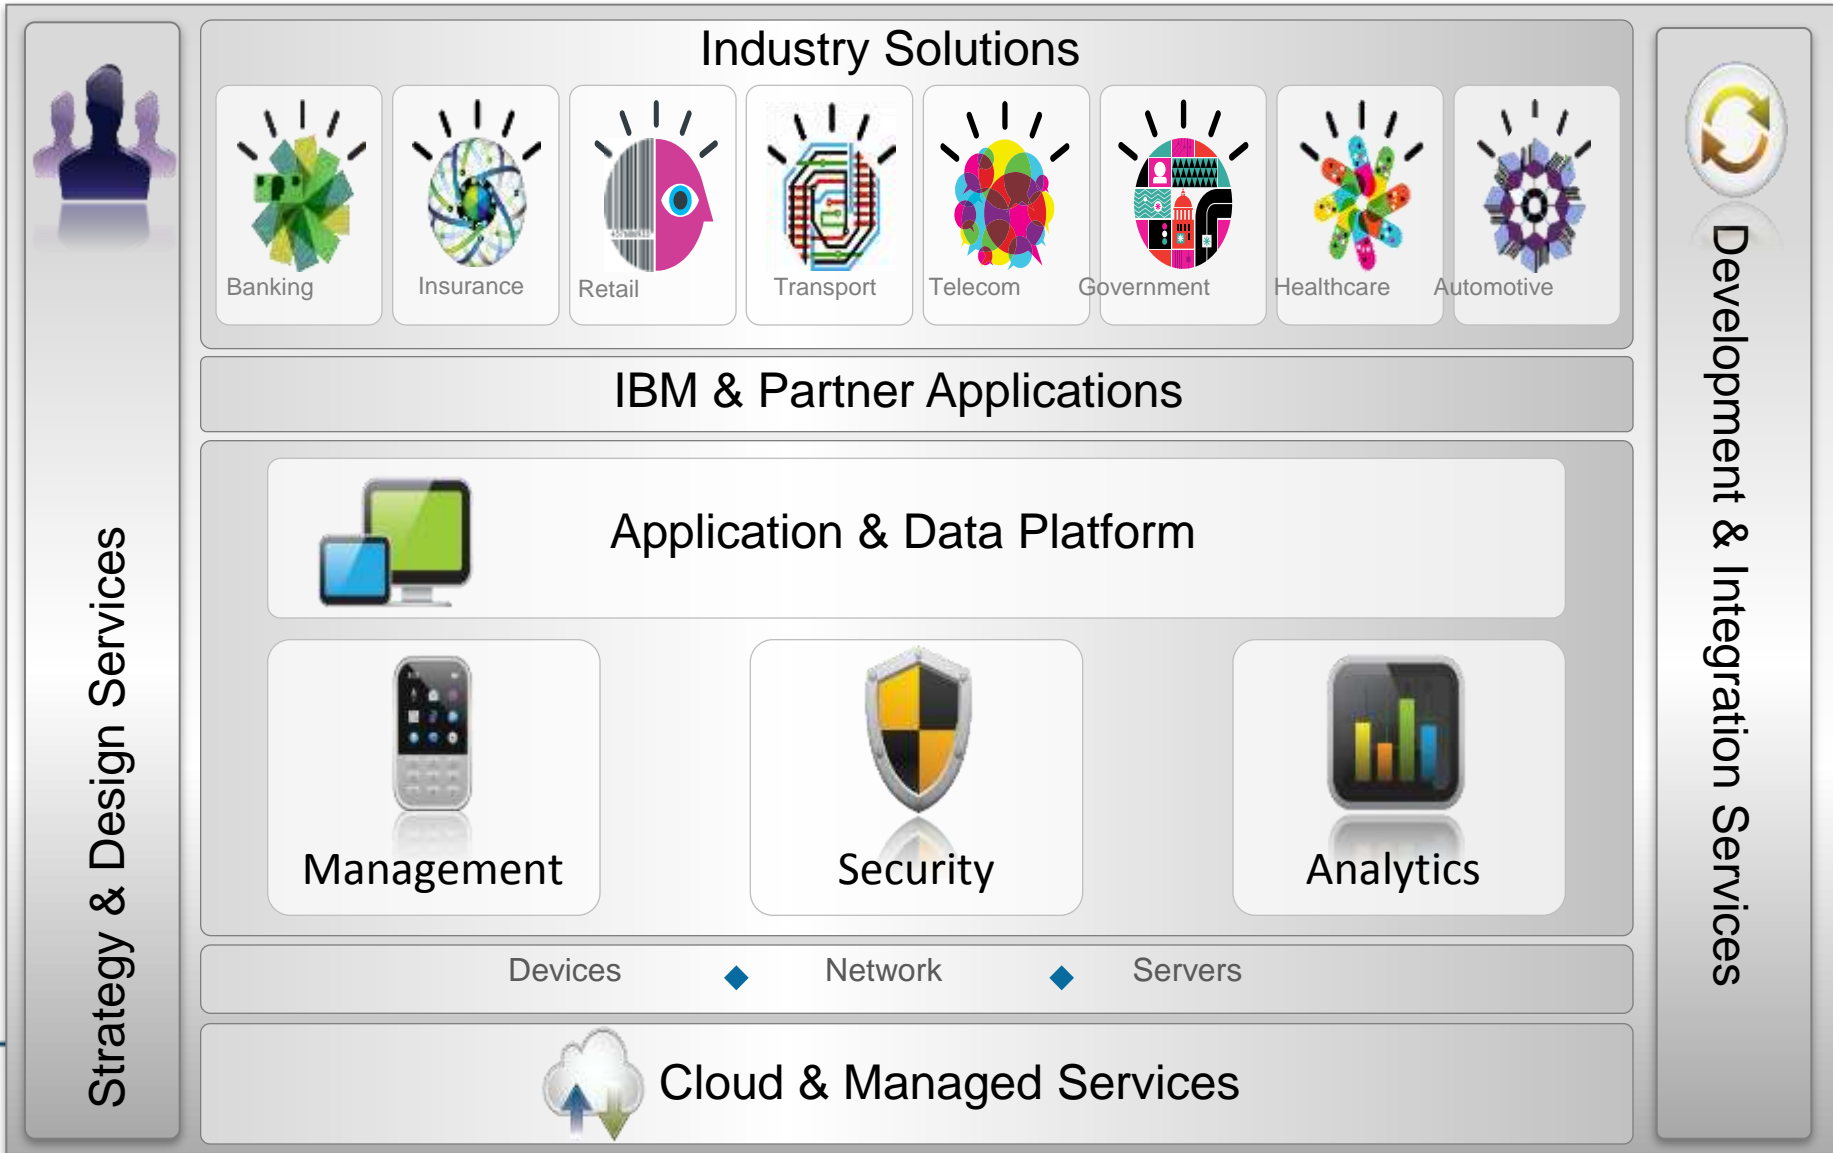 Industry Solutions
Banking
Insurance
Retail
Transport
Telecom
Government
Healthcare
Automotive
IBM & Partner Applications
Application & Data Platform
Management
Security
Analytics
Devices
Network
Servers
Cloud & Managed Services
Strategy & Design Services
Development & Integration Services